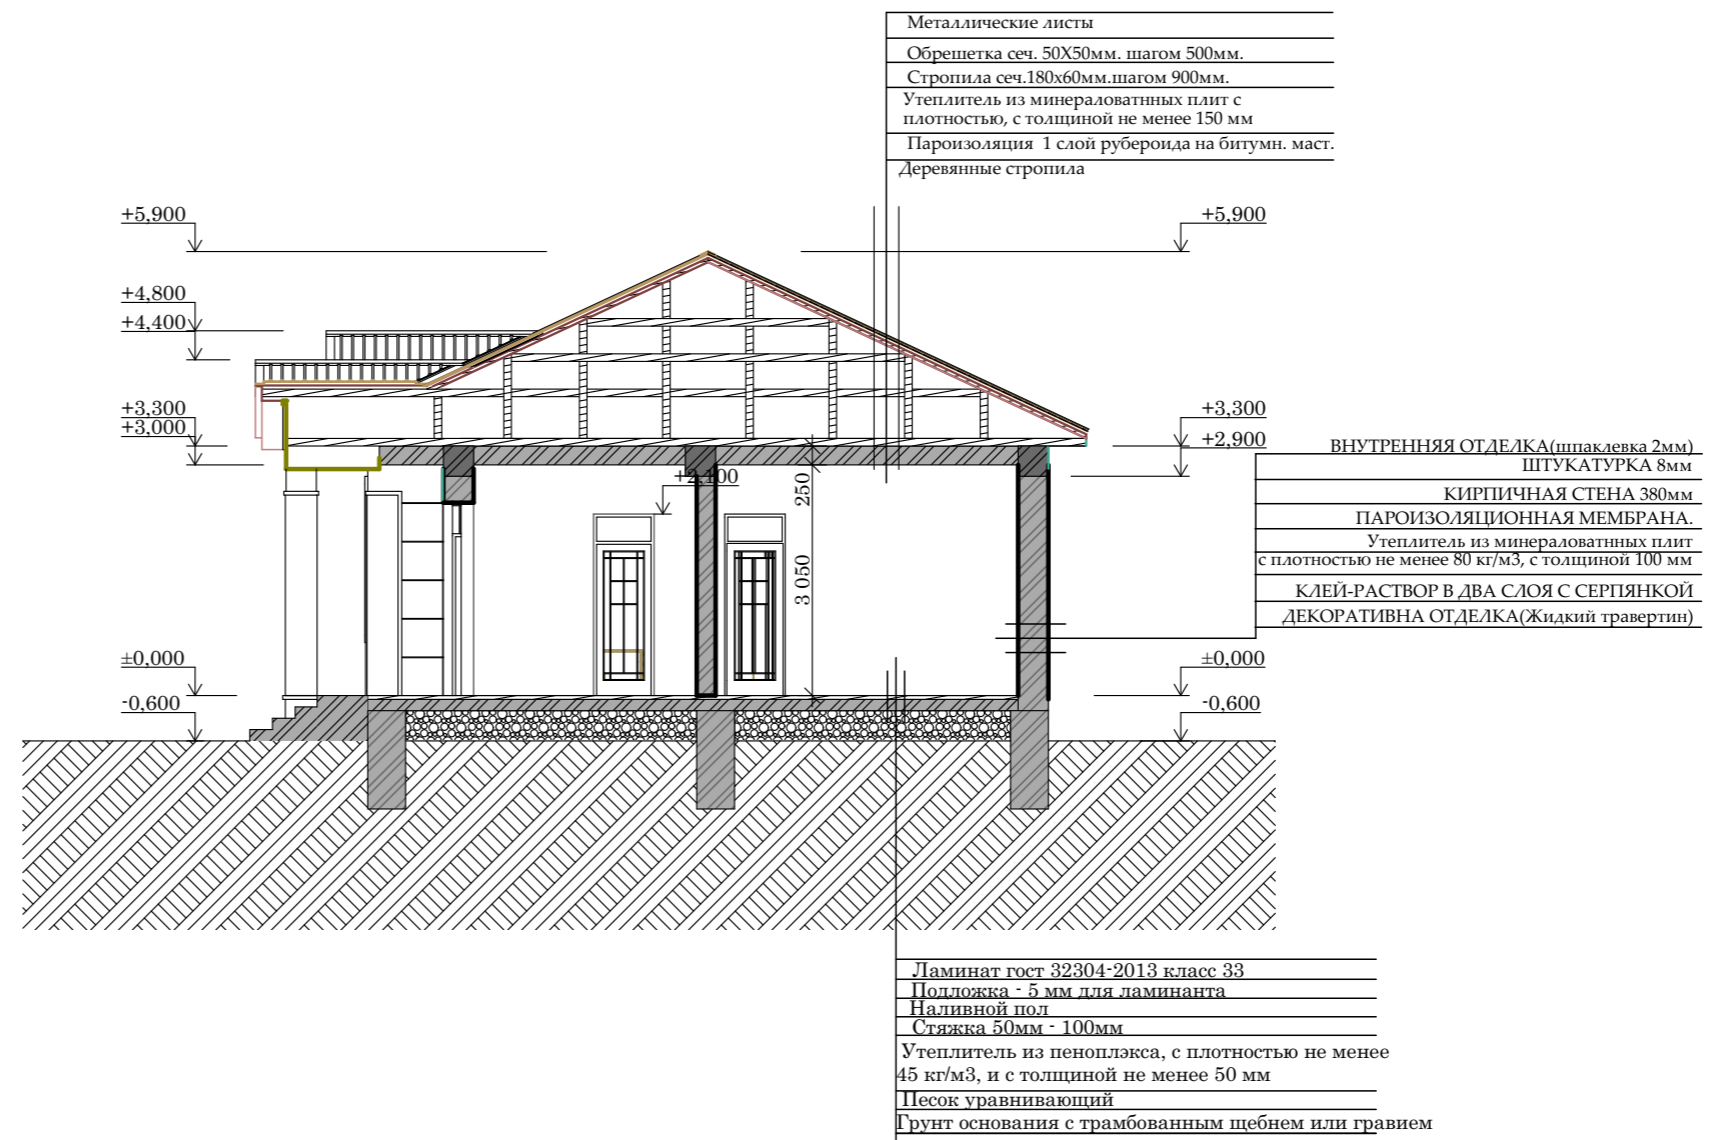 Металлические листы
Обрешетка сеч. 50Х50мм. шагом 500мм.
Стропила сеч.180х60мм.шагом 900мм.
Утеплитель из минераловатнных плит с
плотностью, с толщиной не менее 150 мм
Пароизоляция 1 слой рубероида на битумн. маст.
Деревянные стропила
+5,900
+4,800
+4,400
+3,300
+3,000
±0,000
-0,600
+2,100
250
3 050
+5,900
+3,300
+2,900
±0,000
-0,600
ВНУТРЕННЯЯ ОТДЕЛКА(шпаклевка 2мм)
ШТУКАТУРКА 8мм
КИРПИЧНАЯ СТЕНА 380мм
ПАРОИЗОЛЯЦИОННАЯ МЕМБРАНА.
Утеплитель из минераловатнных плит
с плотностью не менее 80 кг/м3, с толщиной 100 мм
КЛЕЙ-РАСТВОР В ДВА СЛОЯ С СЕРПЯНКОЙ
ДЕКОРАТИВНА ОТДЕЛКА(Жидкий травертин)
Ламинат гост 32304-2013 класс 33
Подложка - 5 мм для ламинанта
Наливной пол
Стяжка 50мм - 100мм
Утеплитель из пеноплэкса, с плотностью не менее
45 кг/м3, и с толщиной не менее 50 мм
Песок уравнивающий
Грунт основания с трамбованным щебнем или гравием